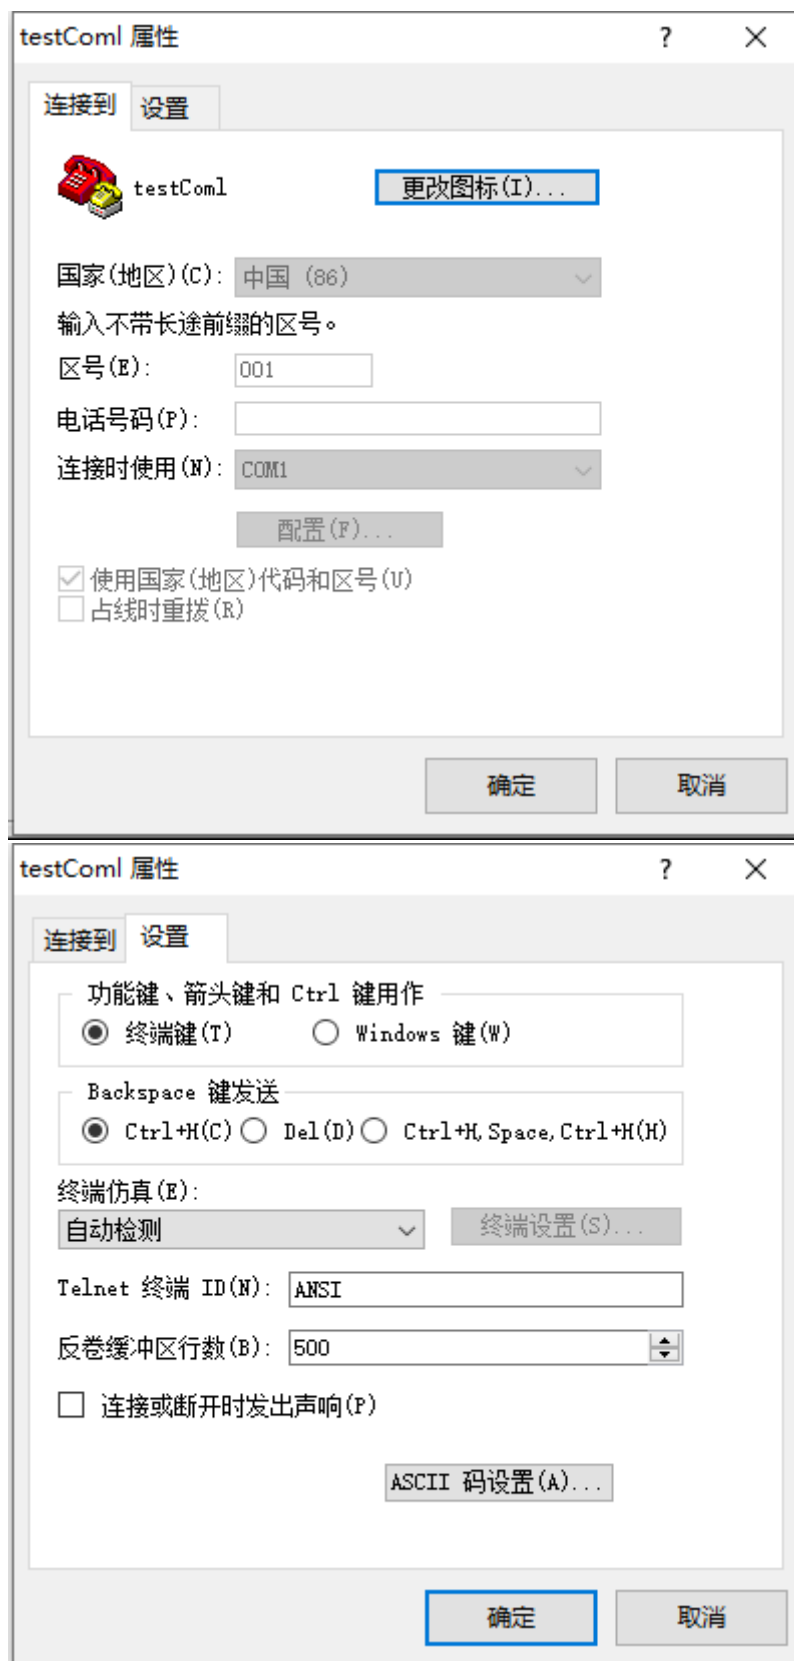 testComl 属性
连接到 设置
testComl 更改图标(I)...
国家(地区)(C): 中国 (86)
输入不带长途前缀的区号。
区号(E): 001
电话号码(P):
连接时使用(N): COM1
配置(F)...
使用国家(地区)代码和区号(U)
占线时重拨(R)
确定 取消
testComl 属性
连接到 设置
功能键、箭头键和 Ctrl 键用作
终端键(T) Windows 键(W)
Backspace 键发送
Ctrl+H(C) Del(D) Ctrl+H,Space,Ctrl+H(H)
终端仿真(E):
自动检测 终端设置(S)...
Telnet 终端 ID(N): ANSI
反卷缓冲区行数(B): 500
连接或断开时发出声响(P)
ASCII 码设置(A)...
确定 取消